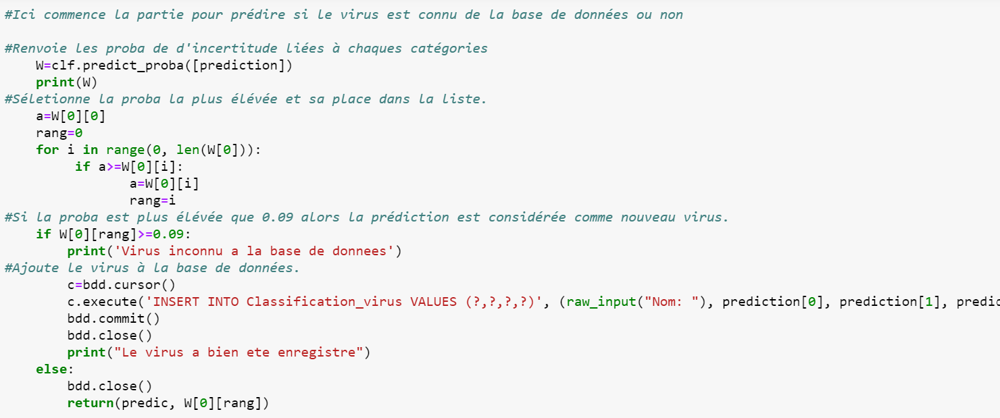 #Ici commence la partie pour prédire si le virus est connu de la base de données ou non
#Renvoie les proba de d'incertitude liées à chaques catégories
W=clf.predict_proba([prediction])
print(W)
#Séletionne la proba la plus élévée et sa place dans la liste.
a=W[0][0]
rang=0
for i in range(0, len(W[0])):
if a>=W[0][i]:
a=W[0][i]
rang=i
#Si la proba est plus élévée que 0.09 alors la prédiction est considérée comme nouveau virus.
if W[0][rang]>=0.09:
print('Virus inconnu a la base de donnees')
#Ajoute le virus à la base de données.
c=bdd.cursor()
c.execute('INSERT INTO Classification_virus VALUES (?,?,?,?)', (raw_input("Nom: "), prediction[0], prediction[1],
bdd.commit()
bdd.close()
print("Le virus a bien ete enregistre")
else:
bdd.close()
return(predic, W[0][rang])